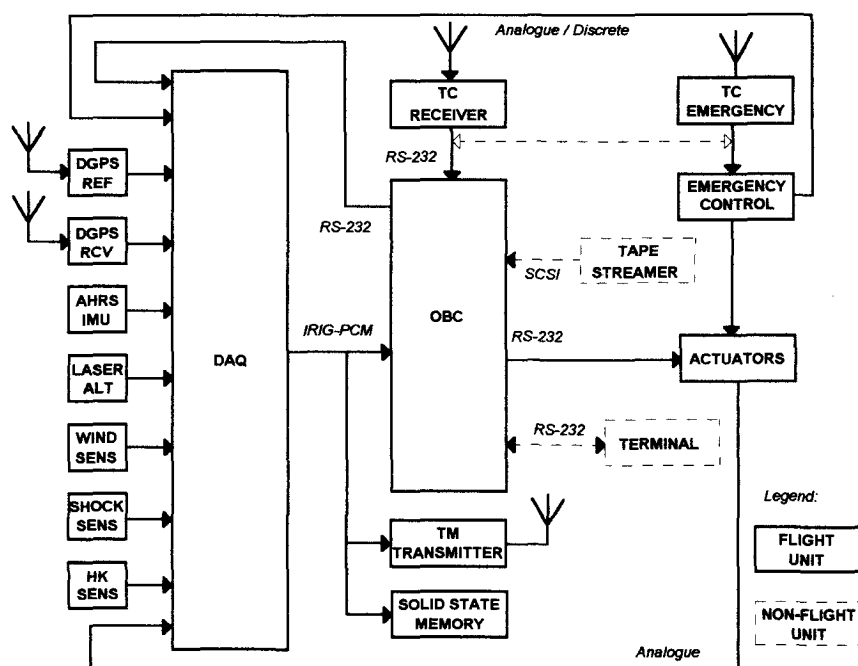 Analogue / Discrete
TC
RECEIVER
TC
EMERGENCY
RS-232
DGPS
REF
EMERGENCY
CONTROL
DGPS
RCV
RS-232
TAPE
STREAMER
SCSI
AHRS
IMU
OBC
IRIG-PCM
RS-232
DAQ
ACTUATORS
LASER
ALT
WIND
SENS
RS-232
TERMINAL
SHOCK
SENS
Legend:
TM
TRANSMITTER
FLIGHT
UNIT
HK
SENS
SOLID STATE
MEMORY
NON-FLIGHT
UNIT
Analogue